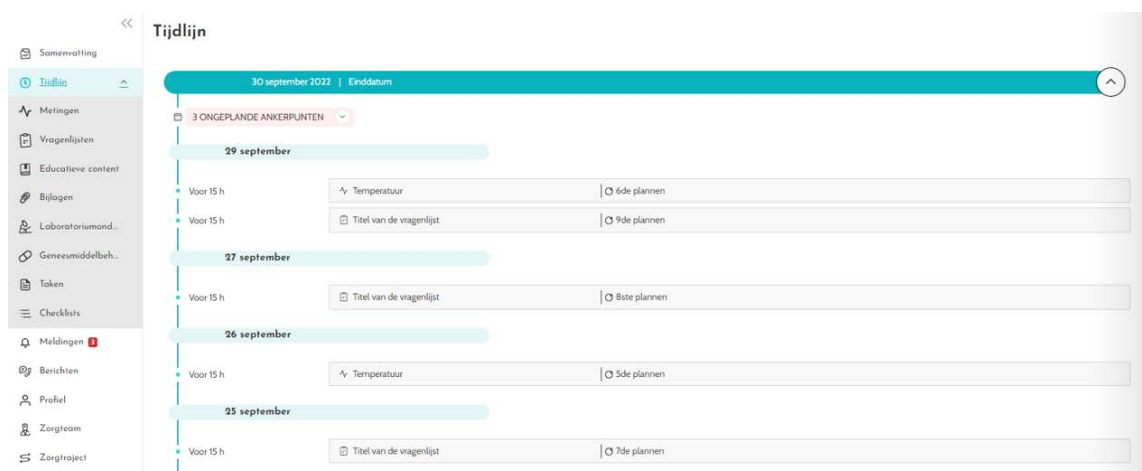 Samenvatting
Tijdlijn
Metingen
Vragenlijsten
Educatieve content
Bijlagen
Laboratoriumond...
Geneesmiddelbeh...
Taken
Checklists
Meldingen 3
Berichten
Profiel
Zorgteam
Zorgtraject
Tijdlijn
30 september 2022 | Einddatum
3 ONGEPLANDE ANKERPUNTEN
29 september
Voor 15 h Temperatuur 6de plannen
Voor 15 h Titel van de vragenlijst 9de plannen
27 september
Voor 15 h Titel van de vragenlijst 8ste plannen
26 september
Voor 15 h Temperatuur 5de plannen
25 september
Voor 15 h Titel van de vragenlijst 7de plannen